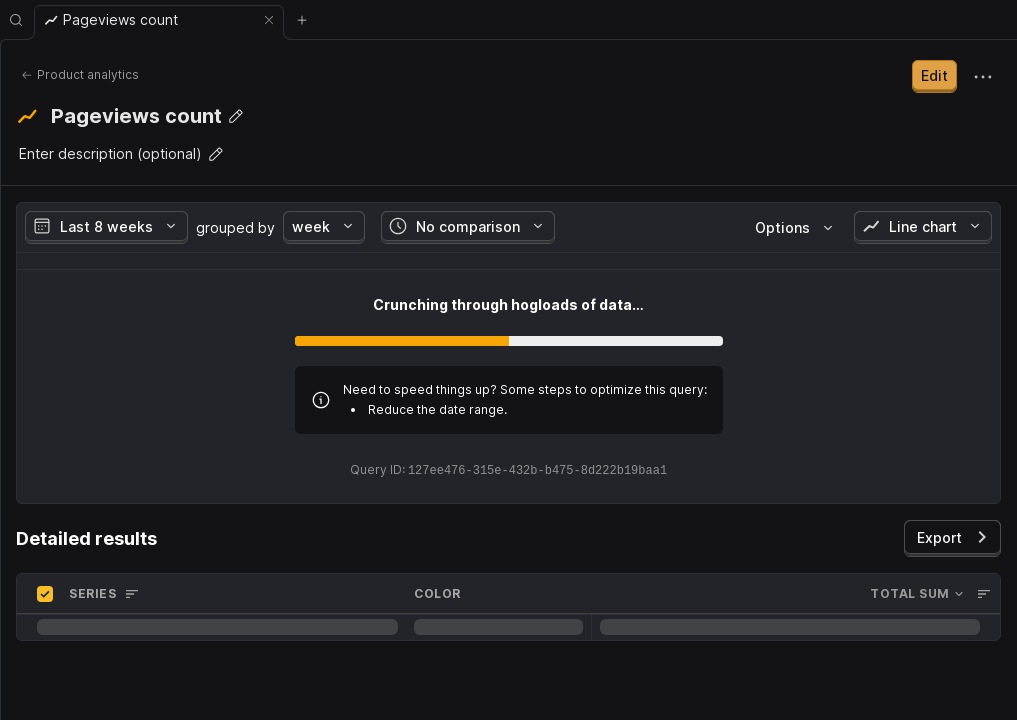 Pageviews count
Product analytics
Edit
Pageviews count
Enter description (optional)
Last 8 weeks grouped by week No comparison Options Line chart
Crunching through hogloads of data...
Need to speed things up? Some steps to optimize this query:
• Reduce the date range.
Query ID: 127ee476-315e-432b-b475-8d222b19baa1
Detailed results
Export
SERIES COLOR TOTAL SUM